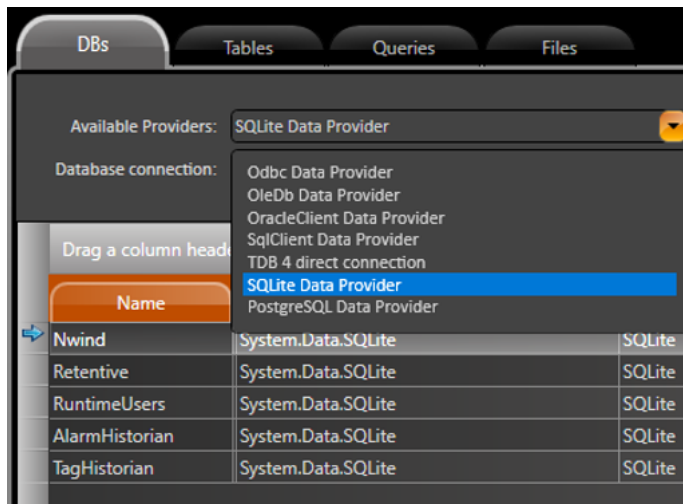 DBs Tables Queries Files
Available Providers: SQLite Data Provider
Database connection:
Odbc Data Provider
OleDb Data Provider
OracleClient Data Provider
SqlClient Data Provider
TDB 4 direct connection
SQLite Data Provider
PostgreSQL Data Provider
Drag a column heade
Name
Nwind System.Data.SQLite SQLite
Retentive System.Data.SQLite SQLite
RuntimeUsers System.Data.SQLite SQLite
AlarmHistorian System.Data.SQLite SQLite
TagHistorian System.Data.SQLite SQLite